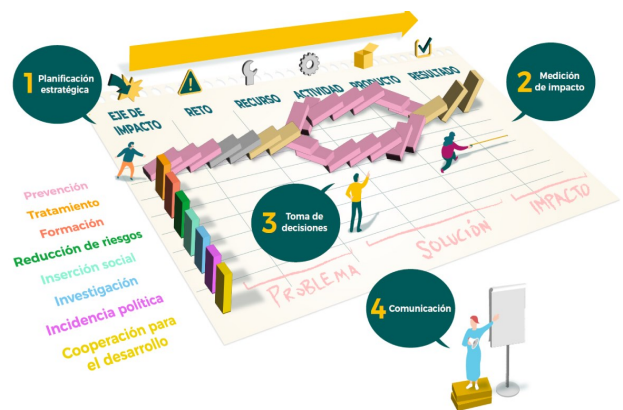 1 Planificación
estratégica
2 Medición
de impacto
EJE DE
IMPACTO
RETO
RECURSO
ACTIVIDAD
PRODUCTO
RESULTADO
Prevención
Tratamiento
Formación
Reducción de riesgos
Inserción social
Investigación
Incidencia política
Cooperación para
el desarrollo
3 Toma de
decisiones
PROBLEMA
SOLUCIÓN
IMPACTO
4 Comunicación